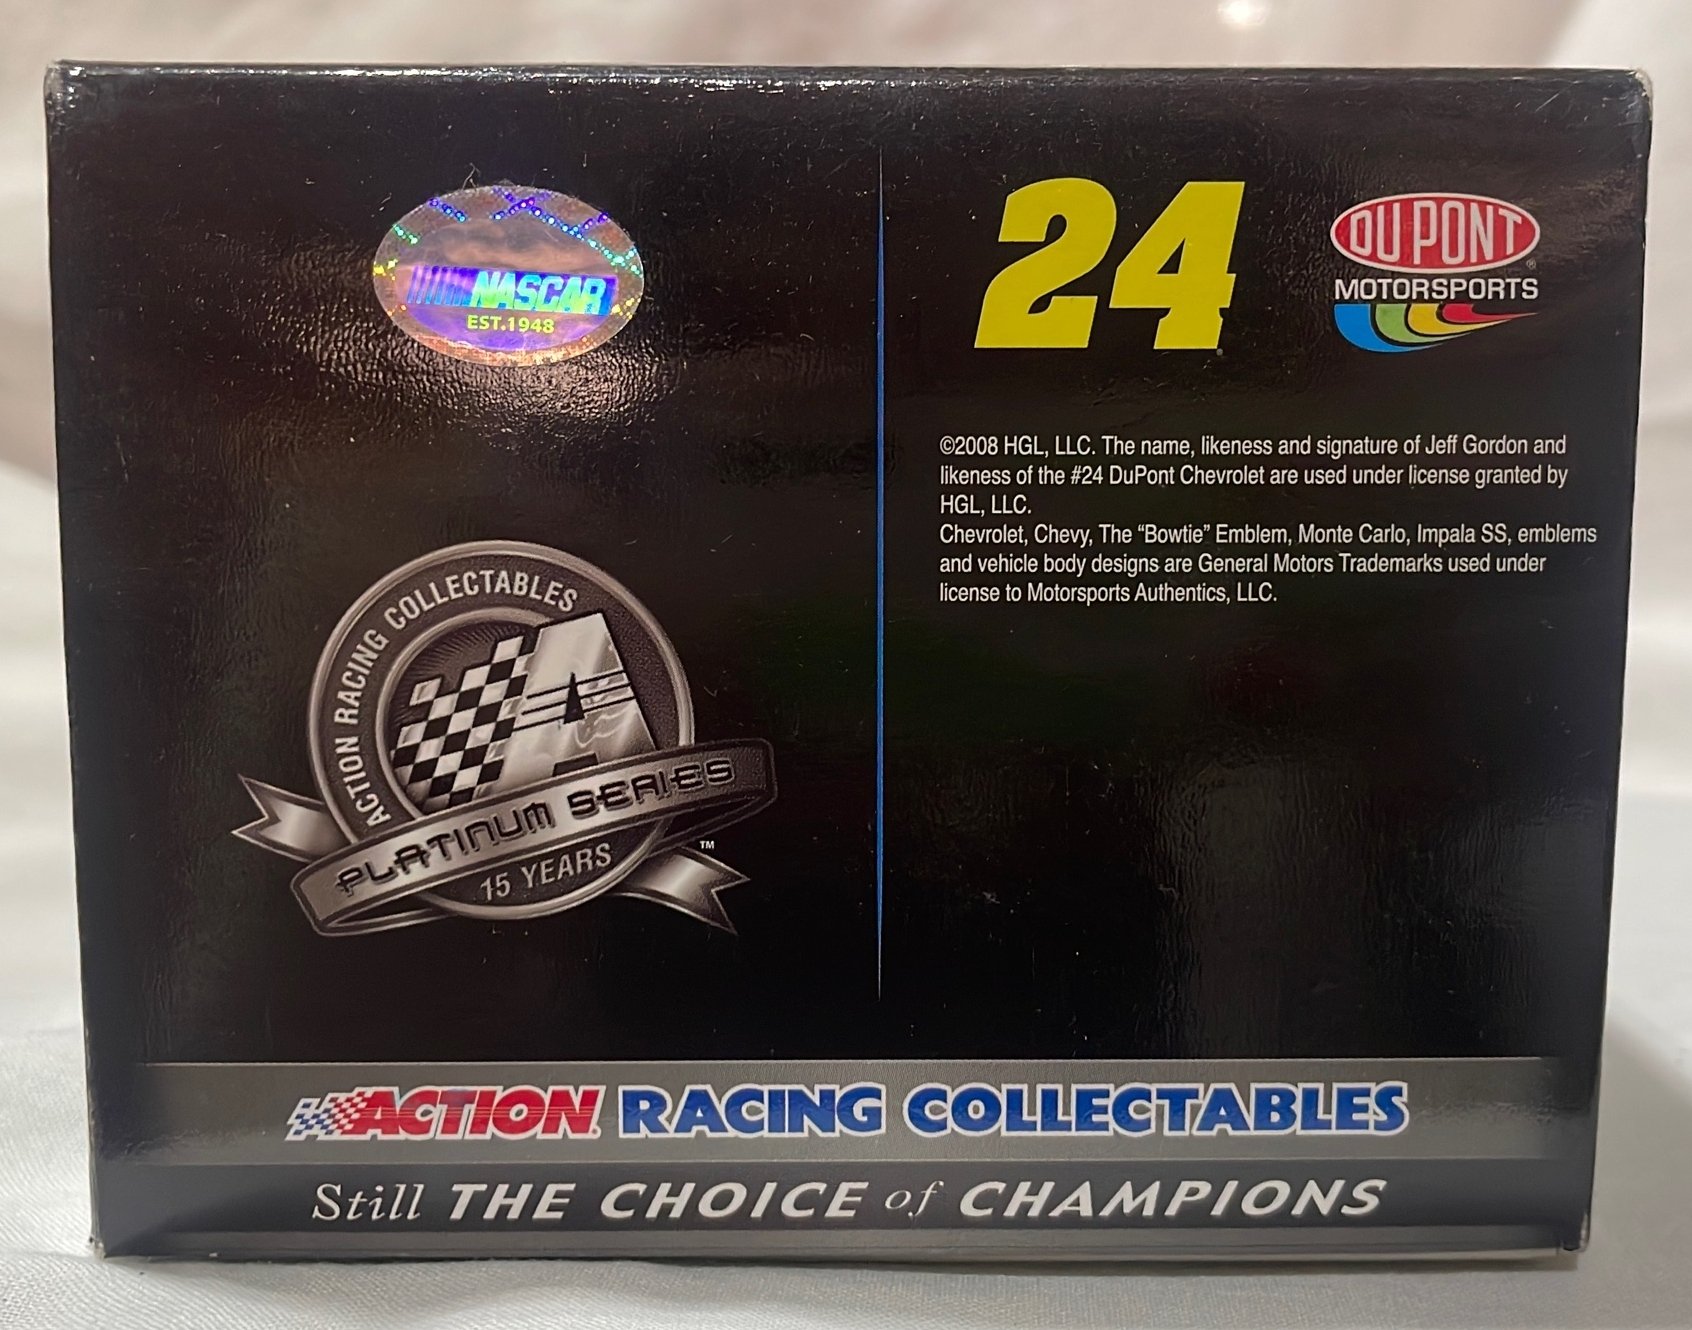 NASCAR
EST.1948
24
DU PONT
®
MOTORSPORTS
©2008 HGL, LLC. The name, likeness and signature of Jeff Gordon and
likeness of the #24 DuPont Chevrolet are used under license granted by
HGL, LLC.
Chevrolet, Chevy, The “Bowtie” Emblem, Monte Carlo, Impala SS, emblems
and vehicle body designs are General Motors Trademarks used under
license to Motorsports Authentics, LLC.
ACTION RACING COLLECTABLES
A
PLATINUM SERIES
15 YEARS
TM
ACTION RACING COLLECTABLES
Still THE CHOICE of CHAMPIONS